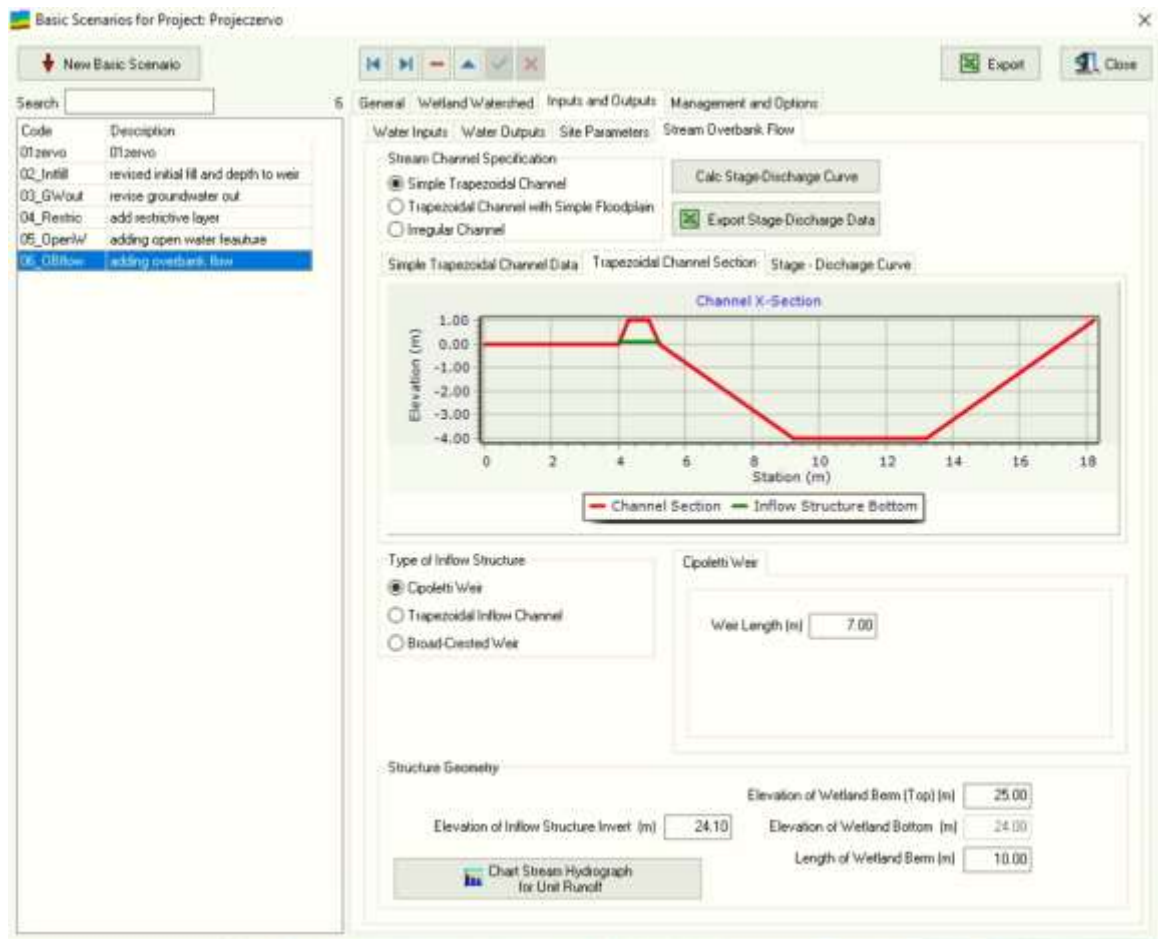 Basic Scenarios for Project: Projeczervo
New Basic Scenario
Export
Close
Search
6
General Wetland Watershed Inputs and Outputs Management and Options
Code Description
01zervo 01zervo
02_Intfill revised initial fill and depth to weir
03_GWout revise groundwater out
04_Restric add restrictive layer
05_OpenW adding open water feauture
06_OBflow adding overbank flow
Water Inputs Water Outputs Site Parameters Stream Overbank Flow
Stream Channel Specification
Simple Trapezoidal Channel
Trapezoidal Channel with Simple Floodplain
Irregular Channel
Calc Stage-Discharge Curve
Export Stage-Discharge Data
Simple Trapezoidal Channel Data Trapezoidal Channel Section Stage - Discharge Curve
Channel X-Section
Elevation (m)
1.00
0.00
-1.00
-2.00
-3.00
-4.00
0 2 4 6 8 10 12 14 16 18
Station (m)
Channel Section Inflow Structure Bottom
Type of Inflow Structure
Cipoletti Weir
Trapezoidal Inflow Channel
Broad-Crested Weir
Cipoletti Weir
Weir Length (m) 7.00
Structure Geometry
Elevation of Wetland Berm (Top) (m) 25.00
Elevation of Inflow Structure Invert (m) 24.10
Elevation of Wetland Bottom (m) 24.00
Length of Wetland Berm (m) 10.00
Chart Stream Hydrograph
for Unit Runoff